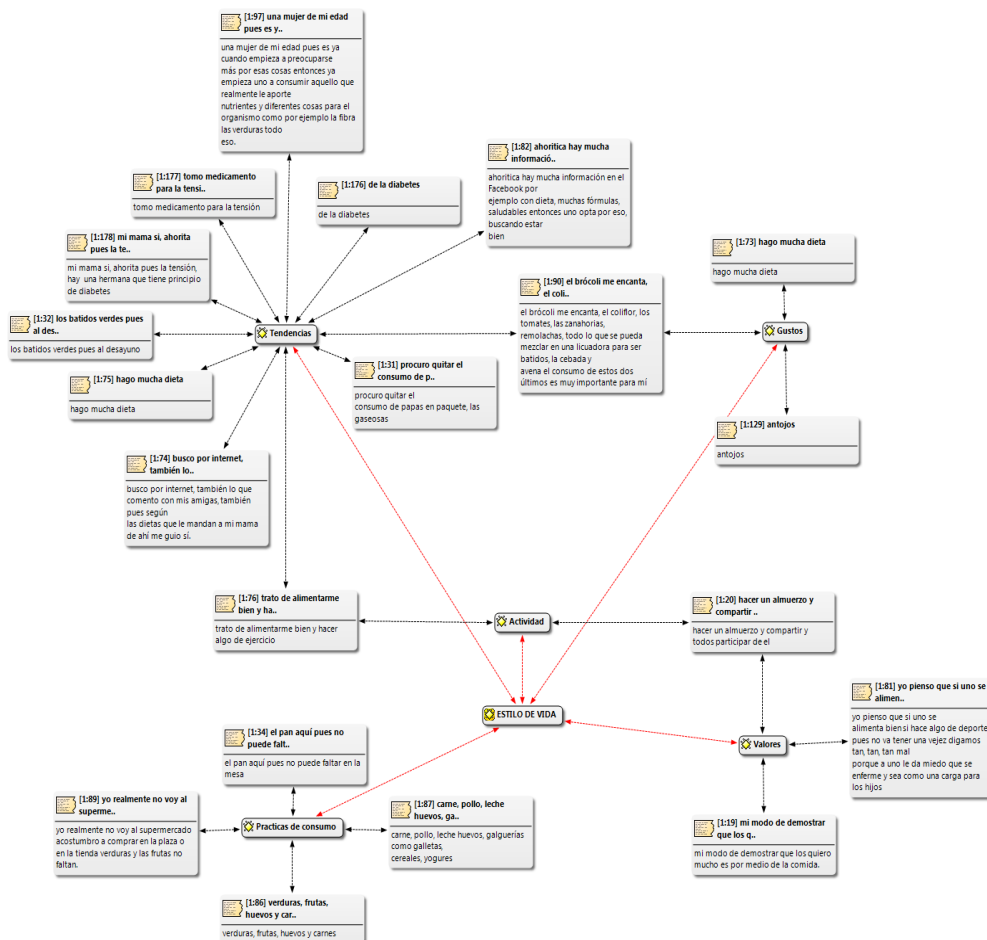 [1:97] una mujer de mi edad
pues es y..
una mujer de mi edad pues es ya
cuando empieza a preocuparse
más por esas cosas entonces ya
empieza uno a consumir aquello que
realmente le aporte
nutrientes y diferentes cosas para el
organismo como por ejemplo la fibra
las verduras todo
eso.
[1:82] ahoritica hay mucha
informació..
ahoritica hay mucha información en el
Facebook por
ejemplo con dieta, muchas fórmulas,
saludables entonces uno opta por eso,
buscando estar
bien
[1:177] tomo medicamento
para la tensi..
tomo medicamento para la tensión
[1:176] de la diabetes
de la diabetes
[1:178] mi mama si, ahorita
pues la te..
mi mama si, ahorita pues la tensión,
hay una hermana que tiene principio
de diabetes
[1:73] hago mucha dieta
hago mucha dieta
[1:90] el brócoli me encanta,
el coli..
el brócoli me encanta, el coliflor, los
tomates, las zanahorias,
remolachas, todo lo que se pueda
mezclar en una licuadora para ser
batidos, la cebada y
avena el consumo de estos dos
últimos es muy importante para mí
[1:32] los batidos verdes pues
al des..
los batidos verdes pues al desayuno
Tendencias
Gustos
[1:75] hago mucha dieta
hago mucha dieta
[1:31] procuro quitar el
consumo de p..
procuro quitar el
consumo de papas en paquete, las
gaseosas
[1:129] antojos
antojos
[1:74] busco por internet,
también lo..
busco por internet, también lo que
comento con mis amigas, también
pues según
las dietas que le mandan a mi mama
de ahí me guio sí.
[1:76] trato de alimentarme
bien y ha..
trato de alimentarme bien y hacer
algo de ejercicio
Actividad
[1:20] hacer un almuerzo y
compartir ..
hacer un almuerzo y compartir y
todos participar de el
ESTILO DE VIDA
[1:81] yo pienso que si uno se
alimen..
yo pienso que si uno se
alimenta biensi hace algo de deporte
pues no va tener una vejez digamos
tan, tan, tan mal
porque a uno le da miedo que se
enferme y sea como una carga para
los hijos
Valores
[1:34] el pan aquí pues no
puede falt..
el pan aquí pues no puede faltar en la
mesa
[1:89] yo realmente no voy al
superme..
yo realmente no voy al supermercado
acostumbro a comprar en la plaza o
en la tienda verduras y las frutas no
faltan.
Practicas de consumo
[1:87] carne, pollo, leche
huevos, ga..
carne, pollo, leche huevos, galguerías
como galletas,
cereales, yogures
[1:19] mi modo de demostrar
que los q..
mi modo de demostrar que los quiero
mucho es por medio de la comida.
[1:86] verduras, frutas,
huevos y car..
verduras, frutas, huevos y carnes